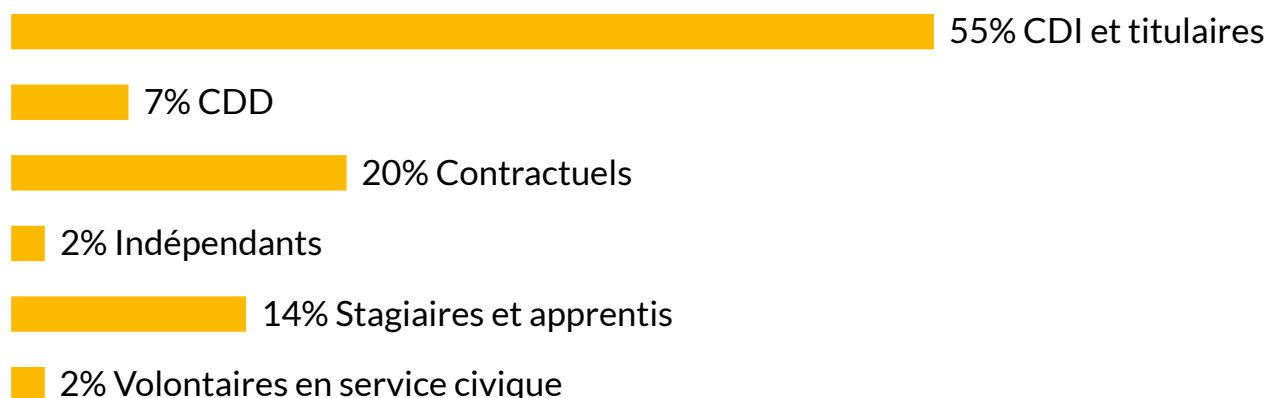 55% CDI et titulaires
7% CDD
20% Contractuels
2% Indépendants
14% Stagiaires et apprentis
2% Volontaires en service civique